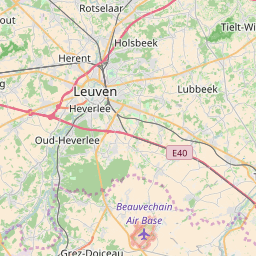 Rotselaar
Tielt-Wi
Holsbeek
Herent
Leuven
Lubbeek
Heverlee
Oud-Heverlee
E40
Beauvechain
Air Base
Grez-Doiceau